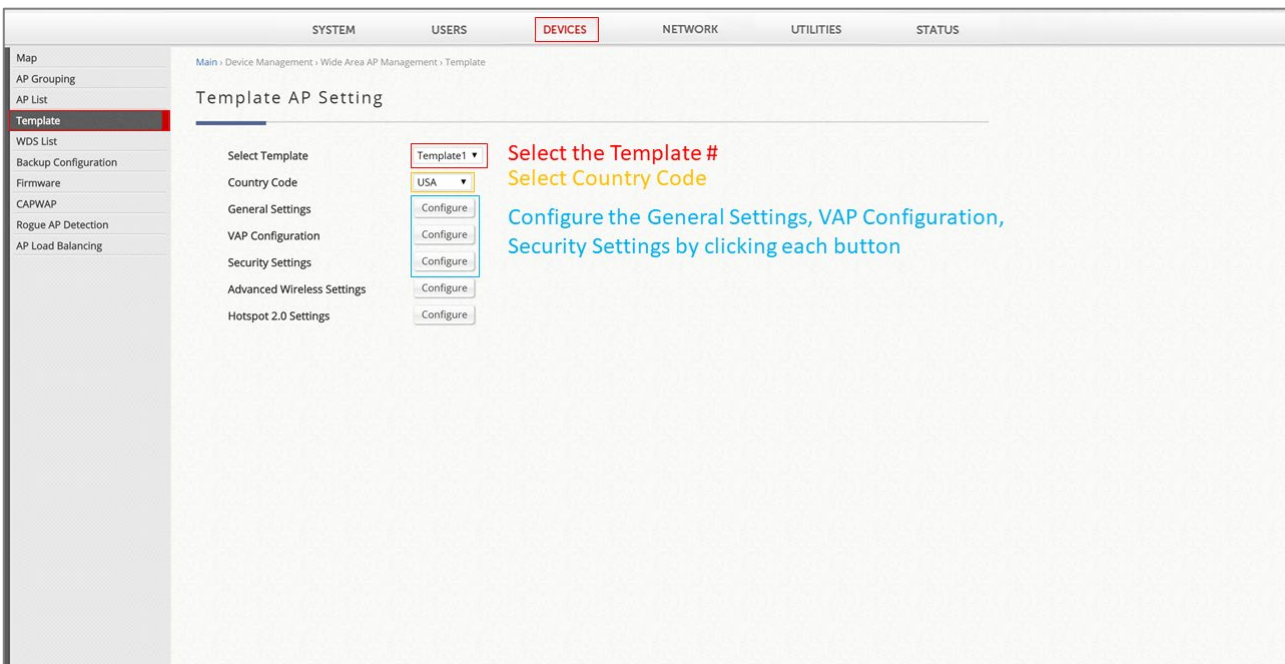 SYSTEM USERS DEVICES NETWORK UTILITIES STATUS
Map
AP Grouping
AP List
Template
WDS List
Backup Configuration
Firmware
CAPWAP
Rogue AP Detection
AP Load Balancing
Main › Device Management › Wide Area AP Management › Template
Template AP Setting
Select Template Template1 Select the Template #
Country Code USA Select Country Code
General Settings Configure
VAP Configuration Configure
Security Settings Configure
Configure the General Settings, VAP Configuration,
Security Settings by clicking each button
Advanced Wireless Settings Configure
Hotspot 2.0 Settings Configure